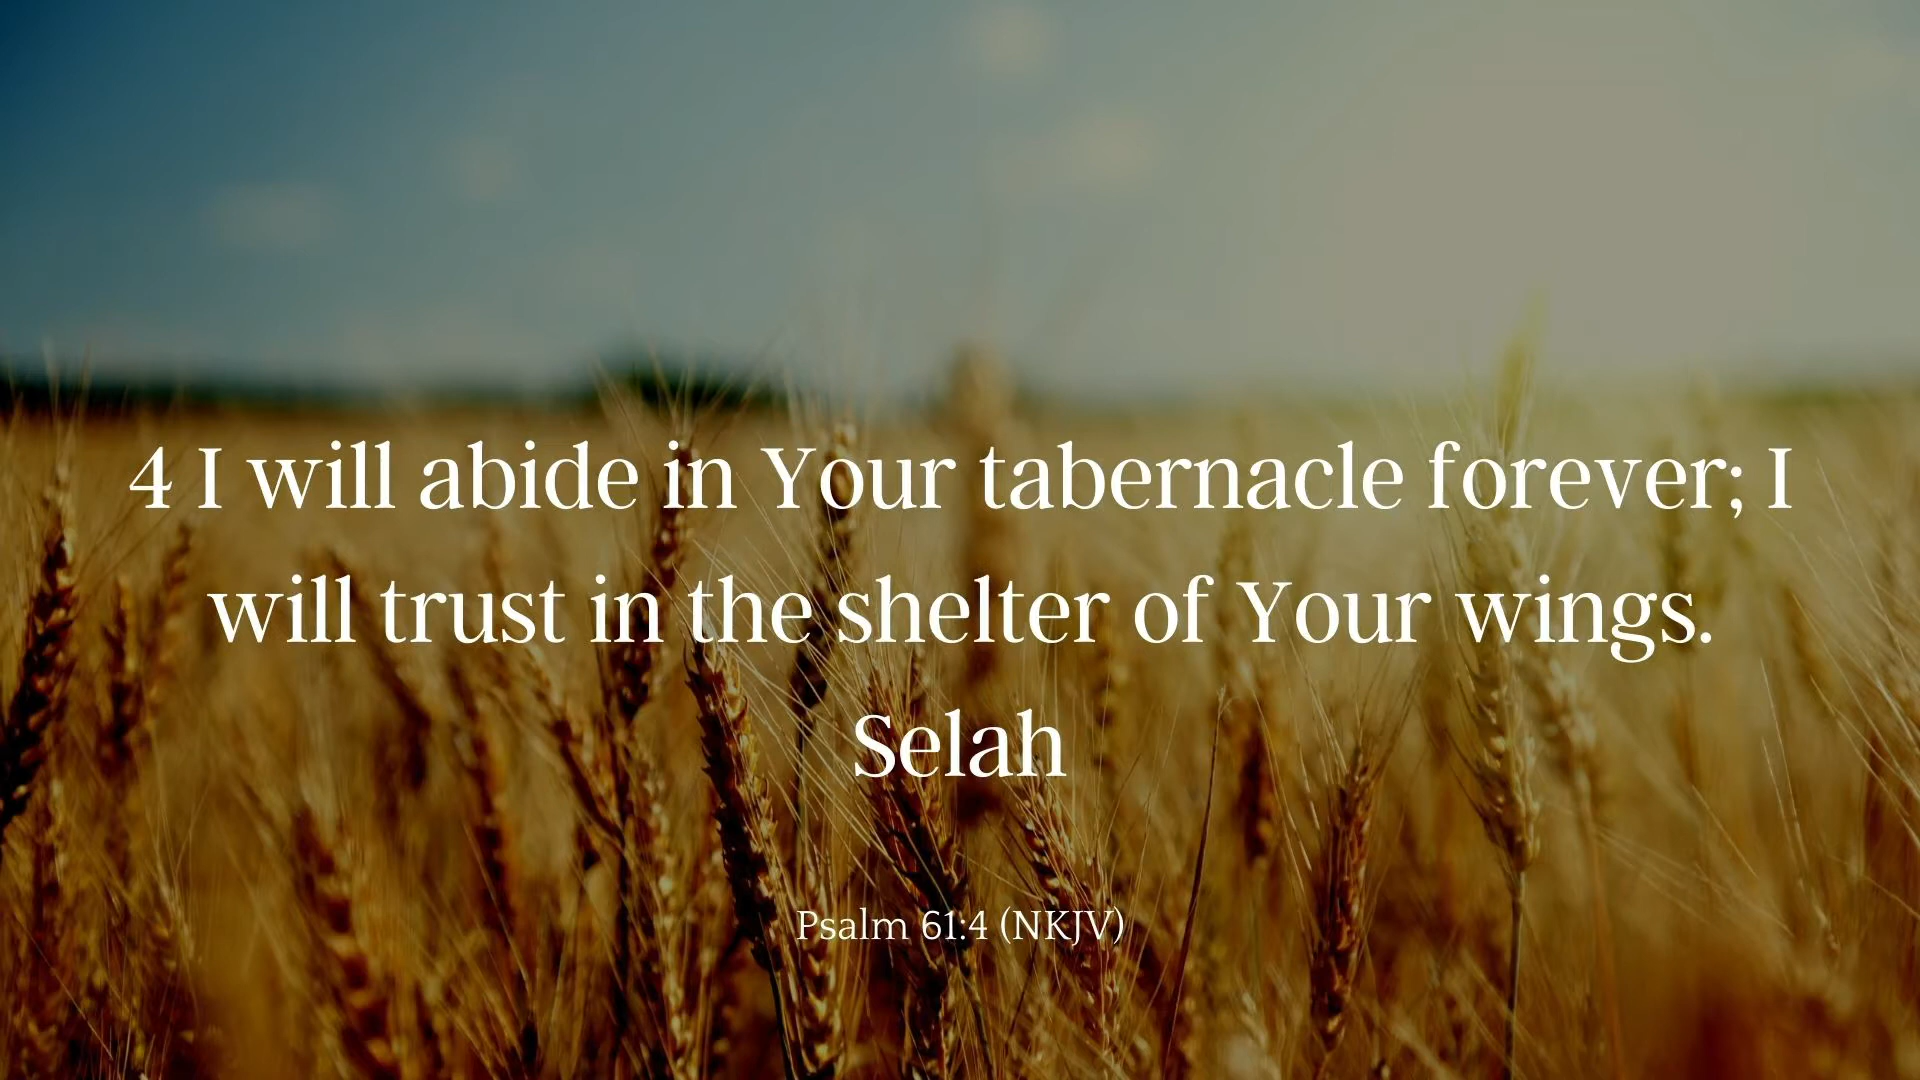 4 I will abide in Your tabernacle forever; I
will trust in the shelter of Your wings.
Selah
Psalm 61:4 (NKJV)